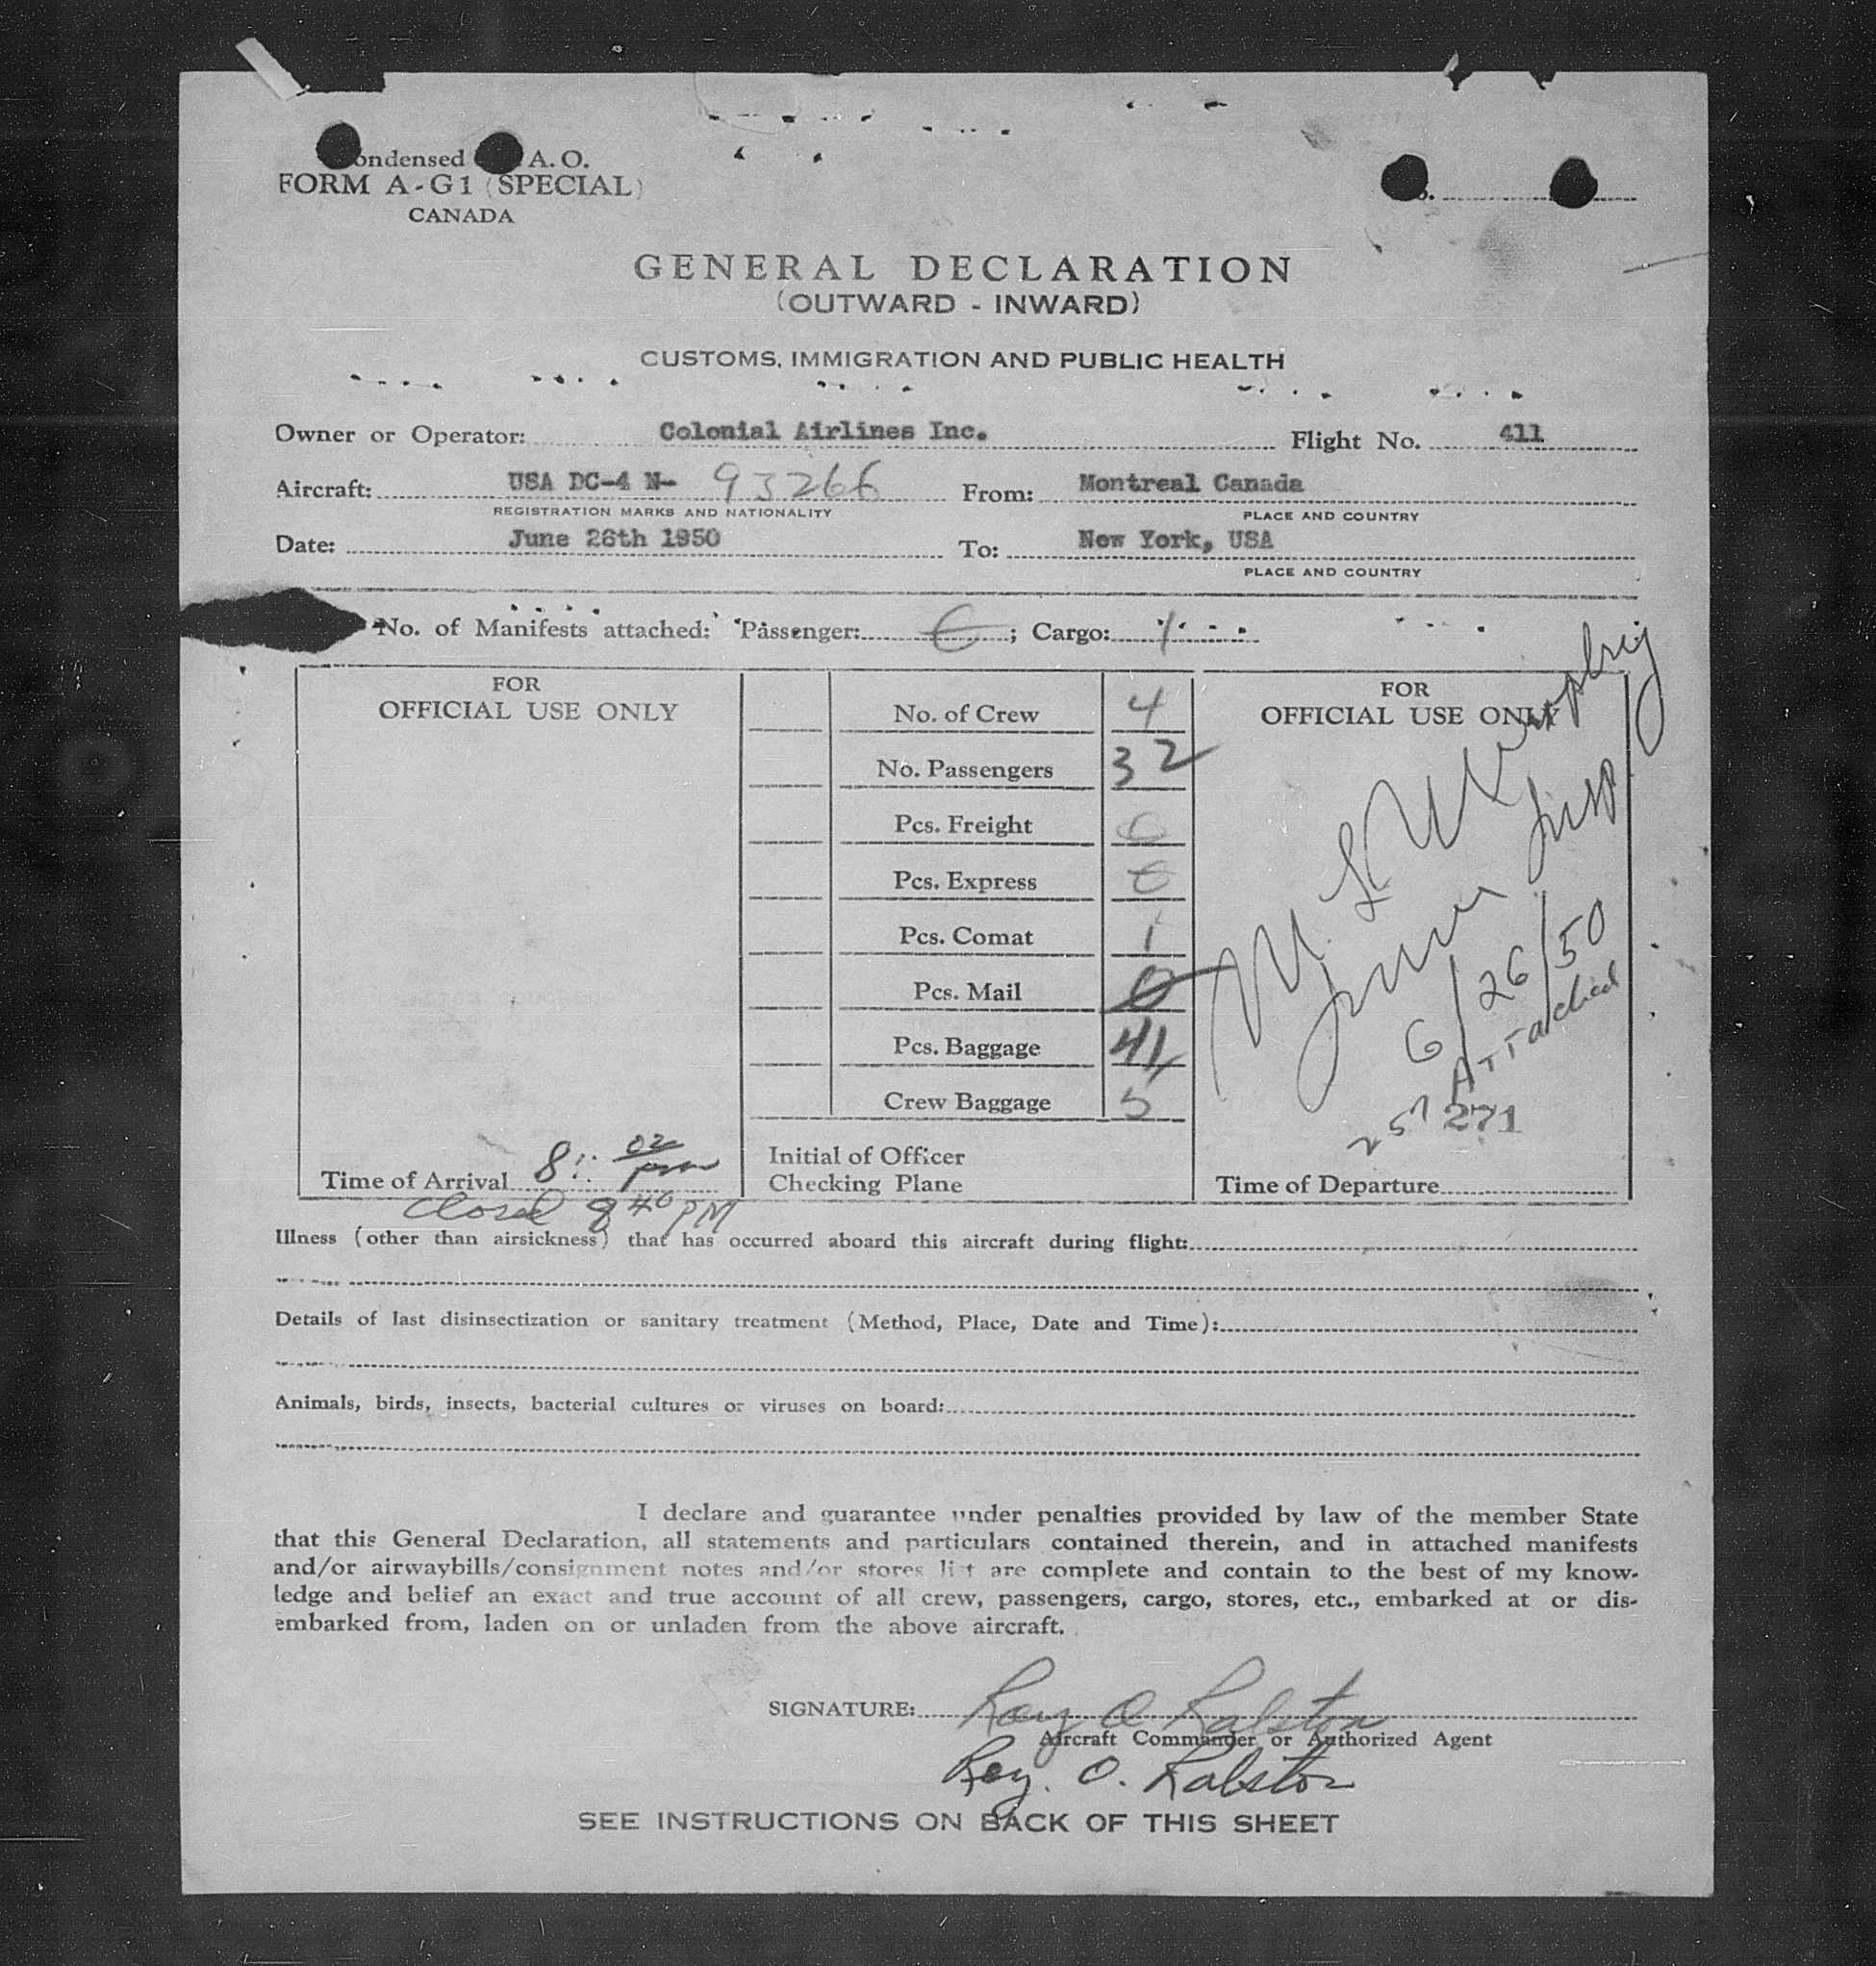 ondensed A. O.
FORM A-G1 (SPECIAL)
CANADA
GENERAL DECLARATION
(OUTWARD - INWARD)
CUSTOMS, IMMIGRATION AND PUBLIC HEALTH
Owner or Operator: Colonial Airlines Inc. Flight No. 411
Aircraft: USA DC-4 N- 93266 From: Montreal Canada
REGISTRATION MARKS AND NATIONALITY PLACE AND COUNTRY
Date: June 26th 1950 To: New York, USA
PLACE AND COUNTRY
No. of Manifests attached: Passenger: ; Cargo: 1
FOR
OFFICIAL USE ONLY
No. of Crew 4
No. Passengers 32
Pcs. Freight 0
Pcs. Express 0
Pcs. Comat 1
Pcs. Mail 0
Pcs. Baggage 41
Crew Baggage 5
Initial of Officer
Checking Plane
Time of Arrival 8:02 pm
Closed 8 40 PM
FOR
OFFICIAL USE ONLY
M. L. Insp.
6/26/50
Attached
257 271
Time of Departure
Illness (other than airsickness) that has occurred aboard this aircraft during flight:
Details of last disinsectization or sanitary treatment (Method, Place, Date and Time):
Animals, birds, insects, bacterial cultures or viruses on board:
I declare and guarantee under penalties provided by law of the member State
that this General Declaration, all statements and particulars contained therein, and in attached manifests
and/or airwaybills/consignment notes and/or stores list are complete and contain to the best of my know-
ledge and belief an exact and true account of all crew, passengers, cargo, stores, etc., embarked at or dis-
embarked from, laden on or unladen from the above aircraft.
SIGNATURE: Roy O. Ralston
Aircraft Commander or Authorized Agent
Roy. O. Ralston
SEE INSTRUCTIONS ON BACK OF THIS SHEET